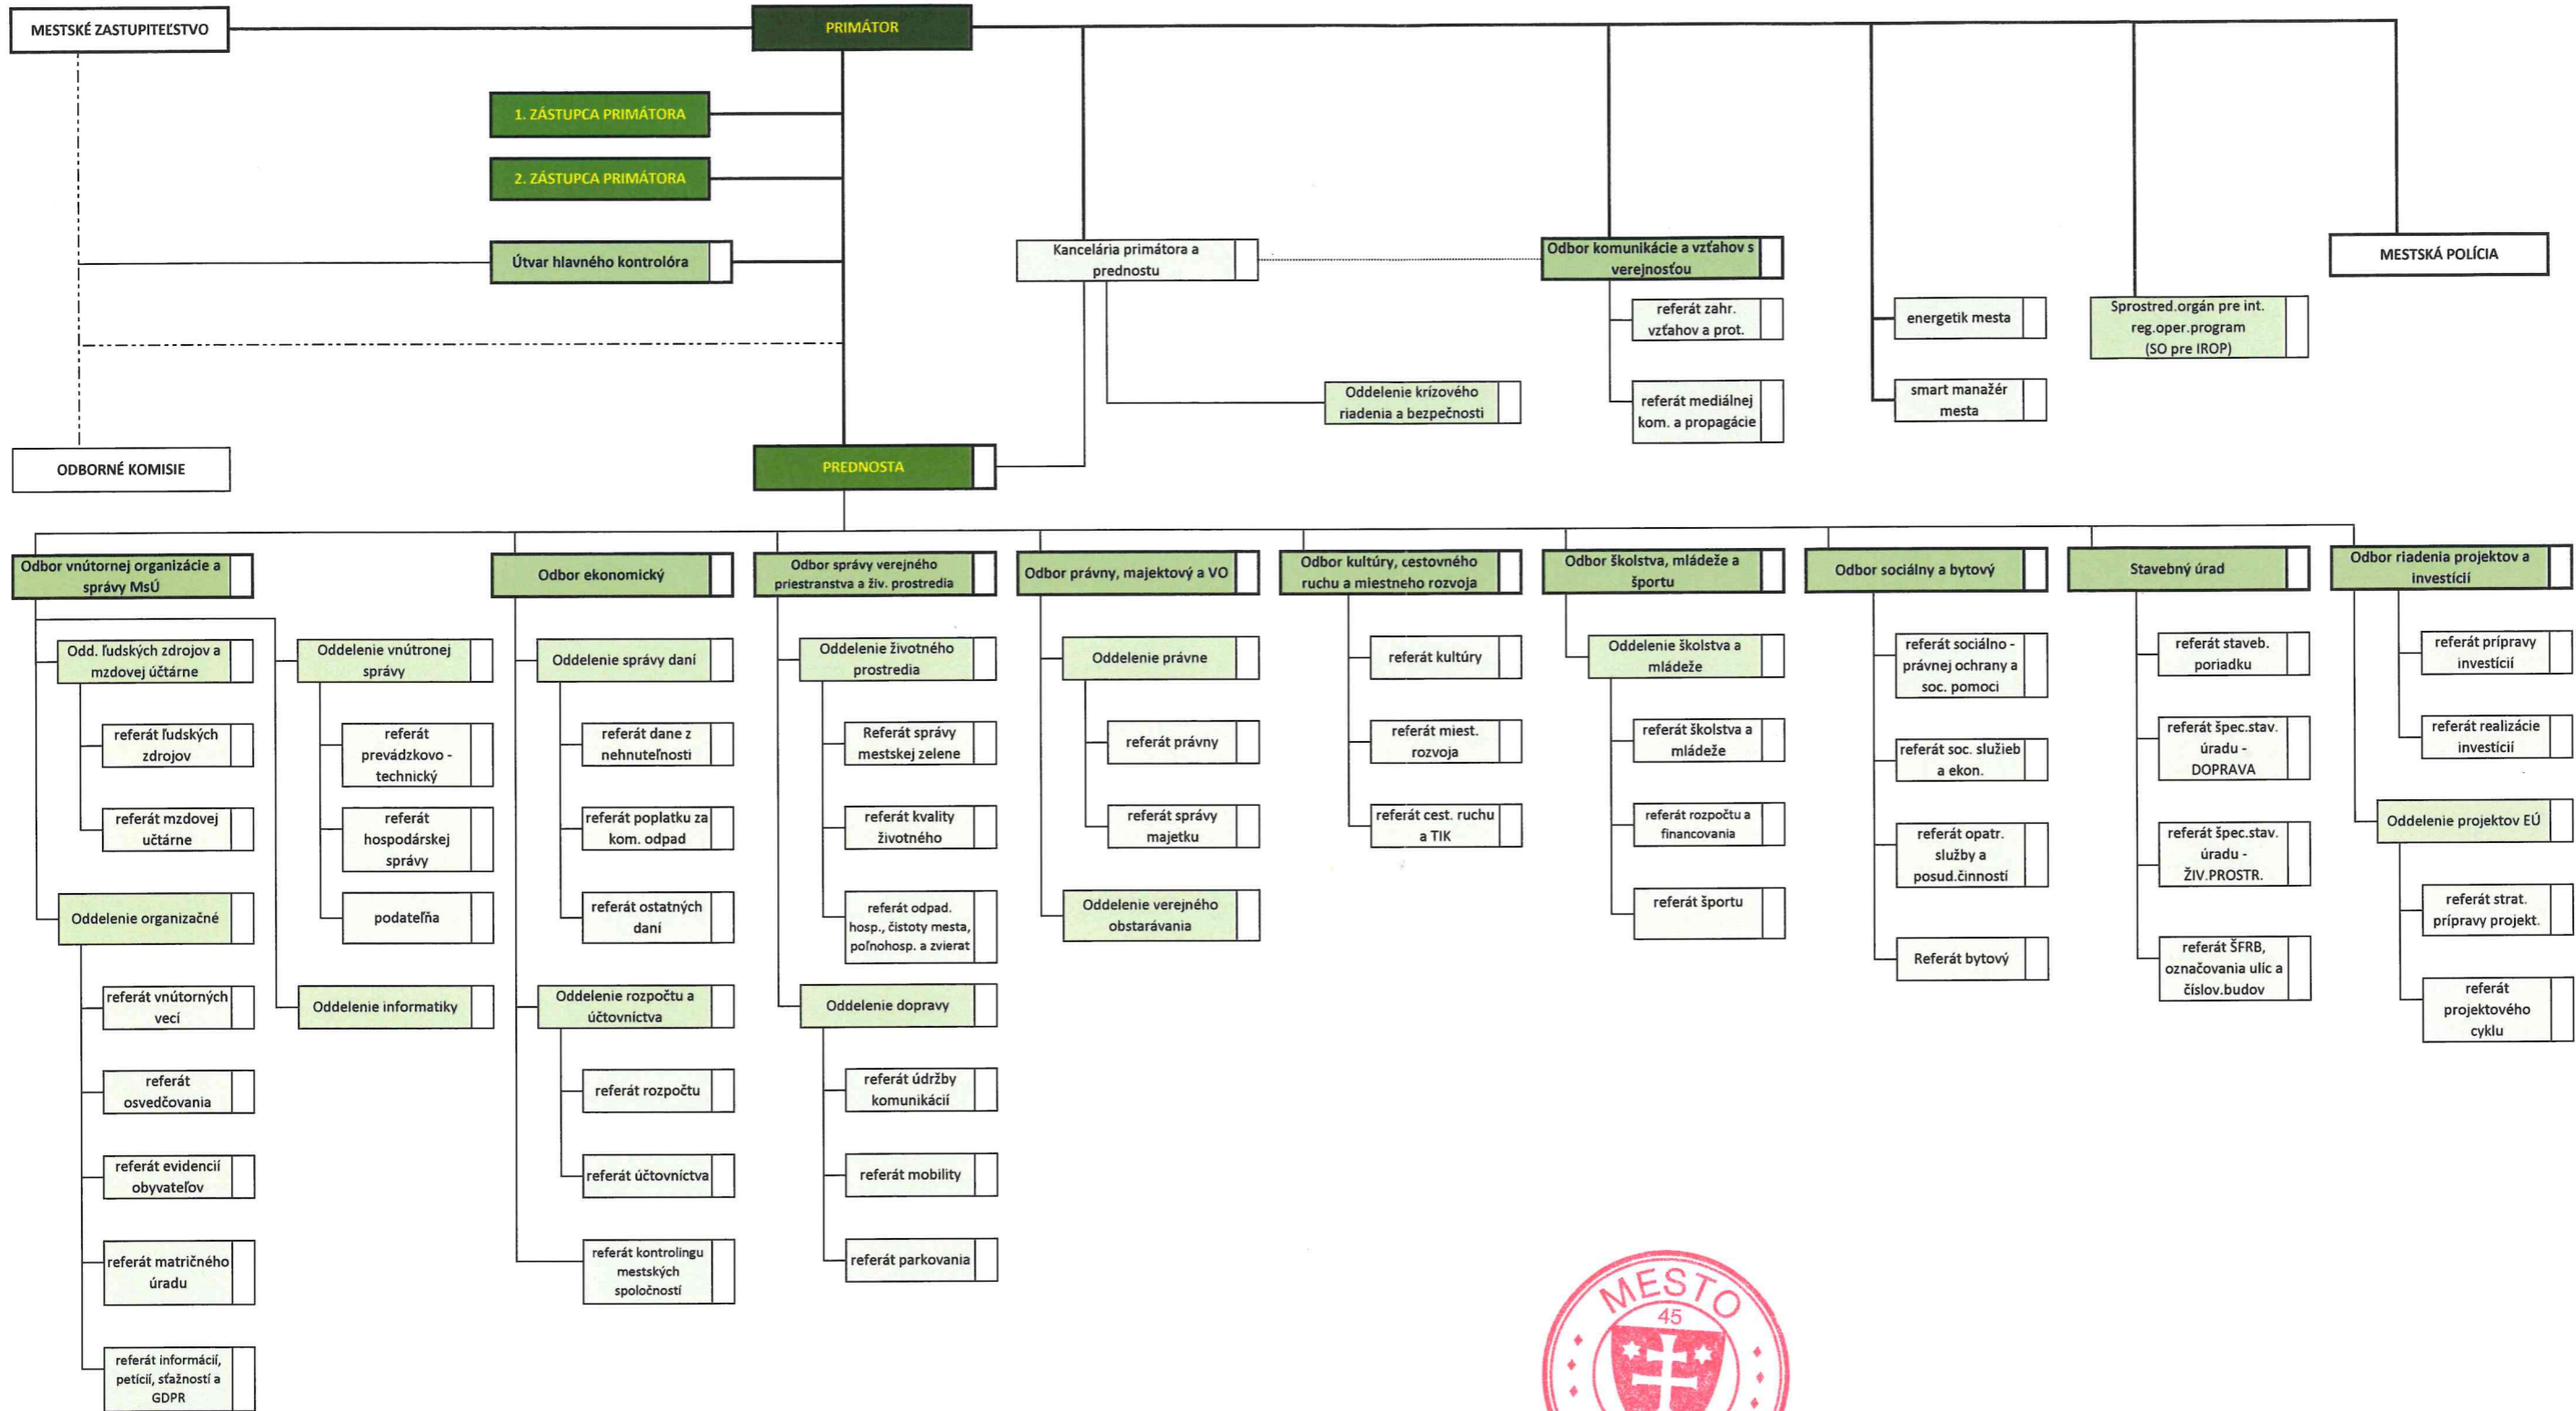 MESTSKÉ ZASTUPITEĽSTVO
PRIMÁTOR
1. ZÁSTUPCA PRIMÁTORA
2. ZÁSTUPCA PRIMÁTORA
Útvar hlavného kontrolóra
Kancelária primátora a
prednostu
Odbor komunikácie a vzťahov s
verejnosťou
MESTSKÁ POLÍCIA
referát zahr.
vzťahov a prot.
energetik mesta
Sprostred.orgán pre int.
reg.oper.program
(SO pre IROP)
Oddelenie krízového
riadenia a bezpečnosti
referát mediálnej
kom. a propagácie
smart manažér
mesta
ODBORNÉ KOMISIE
PREDNOSTA
Odbor vnútornej organizácie a
správy MsÚ
Odd. ľudských zdrojov a
mzdovej účtárne
referát ľudských
zdrojov
referát mzdovej
učtárne
Oddelenie organizačné
referát vnútorných
vecí
referát
osvedčovania
referát evidencií
obyvateľov
referát matričného
úradu
referát informácií,
petícií, sťažností a
GDPR
Oddelenie vnútronej
správy
referát
prevádzkovo -
technický
referát
hospodárskej
správy
podateľňa
Oddelenie informatiky
Odbor ekonomický
Oddelenie správy daní
referát dane z
nehnuteľnosti
referát poplatku za
kom. odpad
referát ostatných
daní
Oddelenie rozpočtu a
účtovníctva
referát rozpočtu
referát účtovníctva
referát kontrolingu
mestských
spoločností
Odbor správy verejného
priestranstva a živ. prostredia
Oddelenie životného
prostredia
Referát správy
mestskej zelene
referát kvality
životného
referát odpad.
hosp., čistoty mesta,
poľnohosp. a zvierat
Oddelenie dopravy
referát údržby
komunikácií
referát mobility
referát parkovania
Odbor právny, majektový a VO
Oddelenie právne
referát právny
referát správy
majetku
Oddelenie verejného
obstarávania
Odbor kultúry, cestovného
ruchu a miestneho rozvoja
referát kultúry
referát miest.
rozvoja
referát cest. ruchu
a TIK
Odbor školstva, mládeže a
športu
Oddelenie školstva a
mládeže
referát školstva a
mládeže
referát rozpočtu a
financovania
referát športu
Odbor sociálny a bytový
referát sociálno -
právnej ochrany a
soc. pomoci
referát soc. služieb
a ekon.
referát opatr.
služby a
posud.činností
Referát bytový
Stavebný úrad
referát staveb.
poriadku
referát špec.stav.
úradu -
DOPRAVA
referát špec.stav.
úradu -
ŽIV.PROSTR.
referát ŠFRB,
označovania ulíc a
číslov.budov
Odbor riadenia projektov a
investícií
referát prípravy
investícií
referát realizácie
investícií
Oddelenie projektov EÚ
referát strat.
prípravy projekt.
referát
projektového
cyklu
MESTO
45